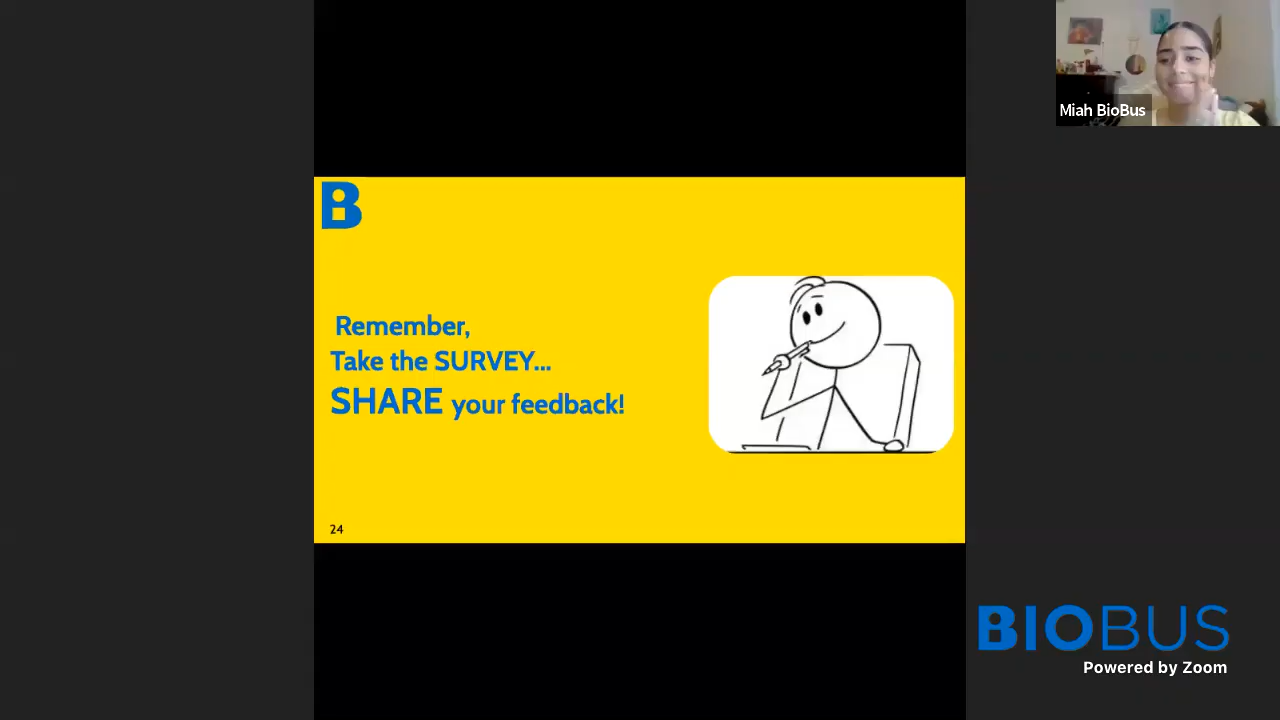 Miah BioBus
B
Remember,
Take the SURVEY...
SHARE your feedback!
24
BIOBUS
Powered by Zoom